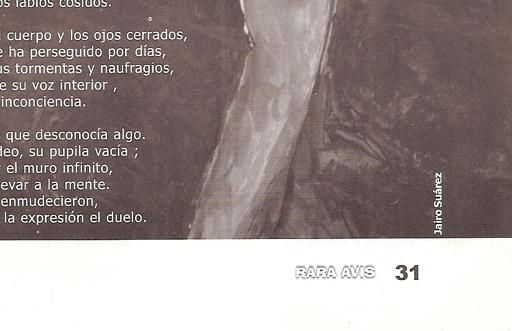 os labios cosidos.
cuerpo y los ojos cerrados,
e ha perseguido por días,
us tormentas y naufragios,
e su voz interior ,
inconciencia.
que desconocía algo.
deo, su pupila vacía ;
el muro infinito,
evar a la mente.
enmudecieron,
la expresión el duelo.
Jairo Suárez
RARA AVIS 31